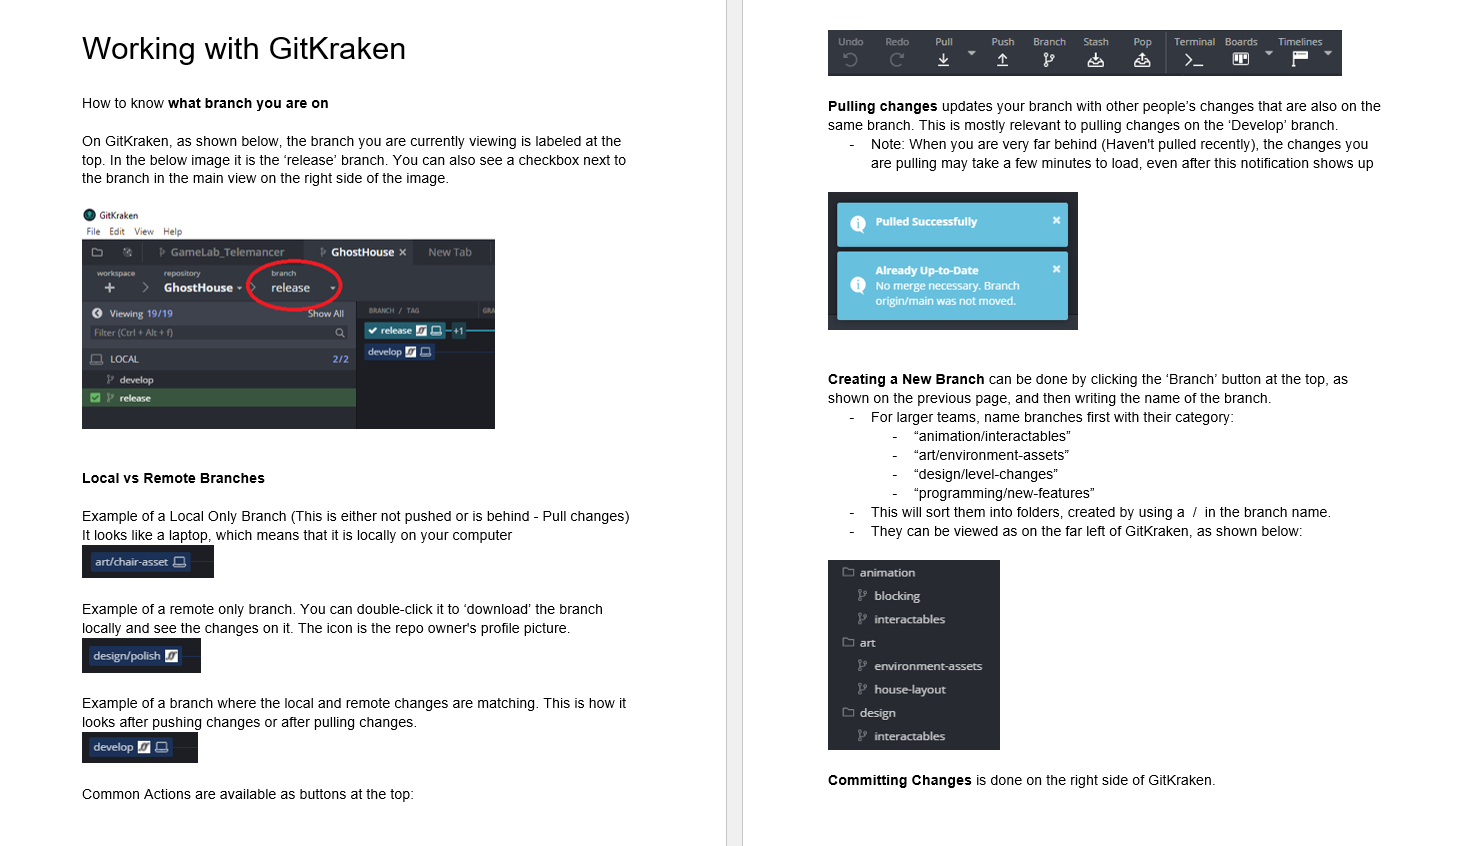 Working with GitKraken
How to know what branch you are on
On GitKraken, as shown below, the branch you are currently viewing is labeled at the
top. In the below image it is the ‘release’ branch. You can also see a checkbox next to
the branch in the main view on the right side of the image.
GitKraken
File Edit View Help
GameLab_Telemancer GhostHouse × New Tab
workspace repository branch
+ GhostHouse release
Viewing 19/19 Show All
Filter (Ctrl + Alt + f)
LOCAL 2/2
develop
release
BRANCH / TAG GRA
release +1
develop
Local vs Remote Branches
Example of a Local Only Branch (This is either not pushed or is behind - Pull changes)
It looks like a laptop, which means that it is locally on your computer
art/chair-asset
Example of a remote only branch. You can double-click it to ‘download’ the branch
locally and see the changes on it. The icon is the repo owner's profile picture.
design/polish
Example of a branch where the local and remote changes are matching. This is how it
looks after pushing changes or after pulling changes.
develop
Common Actions are available as buttons at the top:
Undo Redo Pull Push Branch Stash Pop Terminal Boards Timelines
Pulling changes updates your branch with other people’s changes that are also on the
same branch. This is mostly relevant to pulling changes on the ‘Develop’ branch.
- Note: When you are very far behind (Haven't pulled recently), the changes you
are pulling may take a few minutes to load, even after this notification shows up
Pulled Successfully ×
Already Up-to-Date ×
No merge necessary. Branch
origin/main was not moved.
Creating a New Branch can be done by clicking the ‘Branch’ button at the top, as
shown on the previous page, and then writing the name of the branch.
- For larger teams, name branches first with their category:
- “animation/interactables”
- “art/environment-assets”
- “design/level-changes”
- “programming/new-features”
- This will sort them into folders, created by using a / in the branch name.
- They can be viewed as on the far left of GitKraken, as shown below:
animation
blocking
interactables
art
environment-assets
house-layout
design
interactables
Committing Changes is done on the right side of GitKraken.